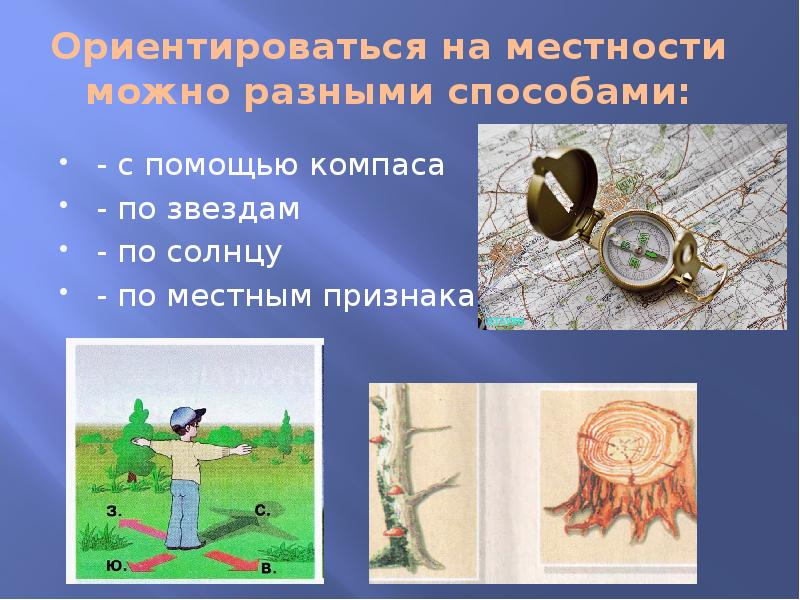 Ориентироваться на местности
можно разными способами:
- с помощью компаса
- по звездам
- по солнцу
- по местным признака
З.
С.
Ю.
В.